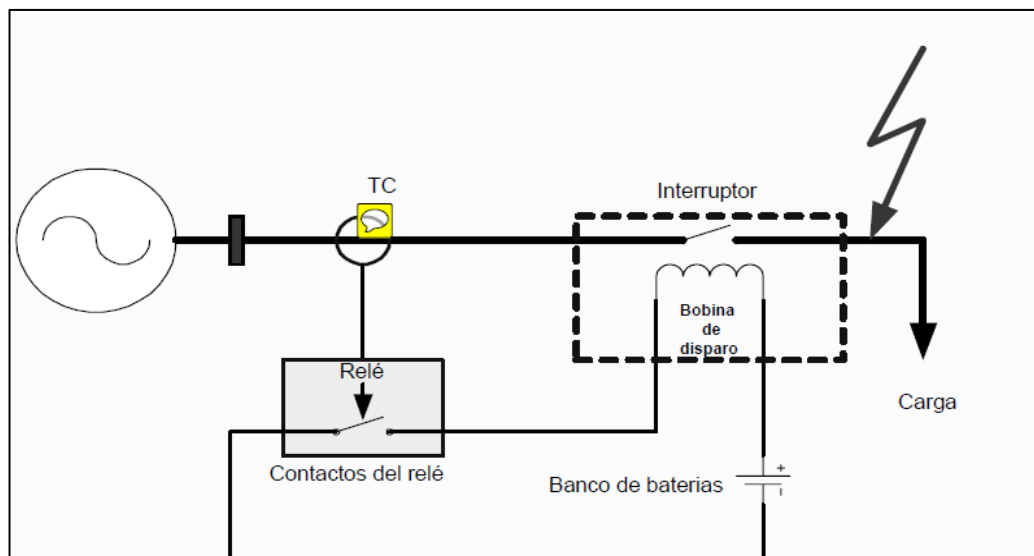 TC
Interruptor
Bobina
de
disparo
Relé
Carga
Contactos del relé
Banco de baterias
+
-